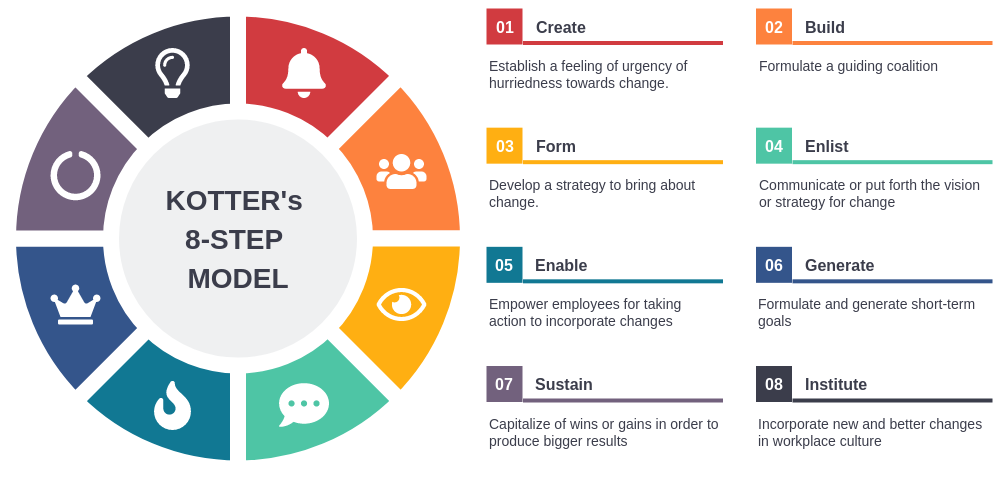 KOTTER's
8-STEP
MODEL
01 Create
Establish a feeling of urgency of
hurriedness towards change.
02 Build
Formulate a guiding coalition
03 Form
Develop a strategy to bring about
change.
04 Enlist
Communicate or put forth the vision
or strategy for change
05 Enable
Empower employees for taking
action to incorporate changes
06 Generate
Formulate and generate short-term
goals
07 Sustain
Capitalize of wins or gains in order to
produce bigger results
08 Institute
Incorporate new and better changes
in workplace culture